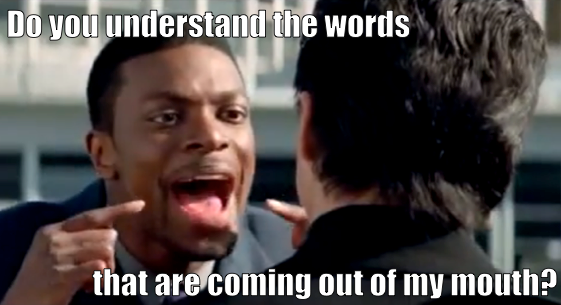 Do you understand the words
that are coming out of my mouth?